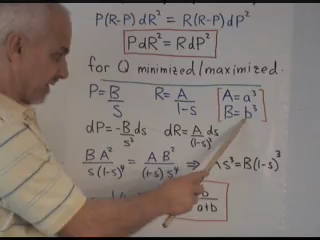 P(R-P)dR² = R(R-P)dP²
PdR² = RdP²
for Q minimized/maximized.
P = B/S R = A/(1-s) A = a³
B = b³
dP = -B/s² ds dR = A/(1-s)² ds
BA²/(s(1-s)⁴) = AB²/((1-s)s⁴) ⇒ As³ = B(1-s)³
a+b